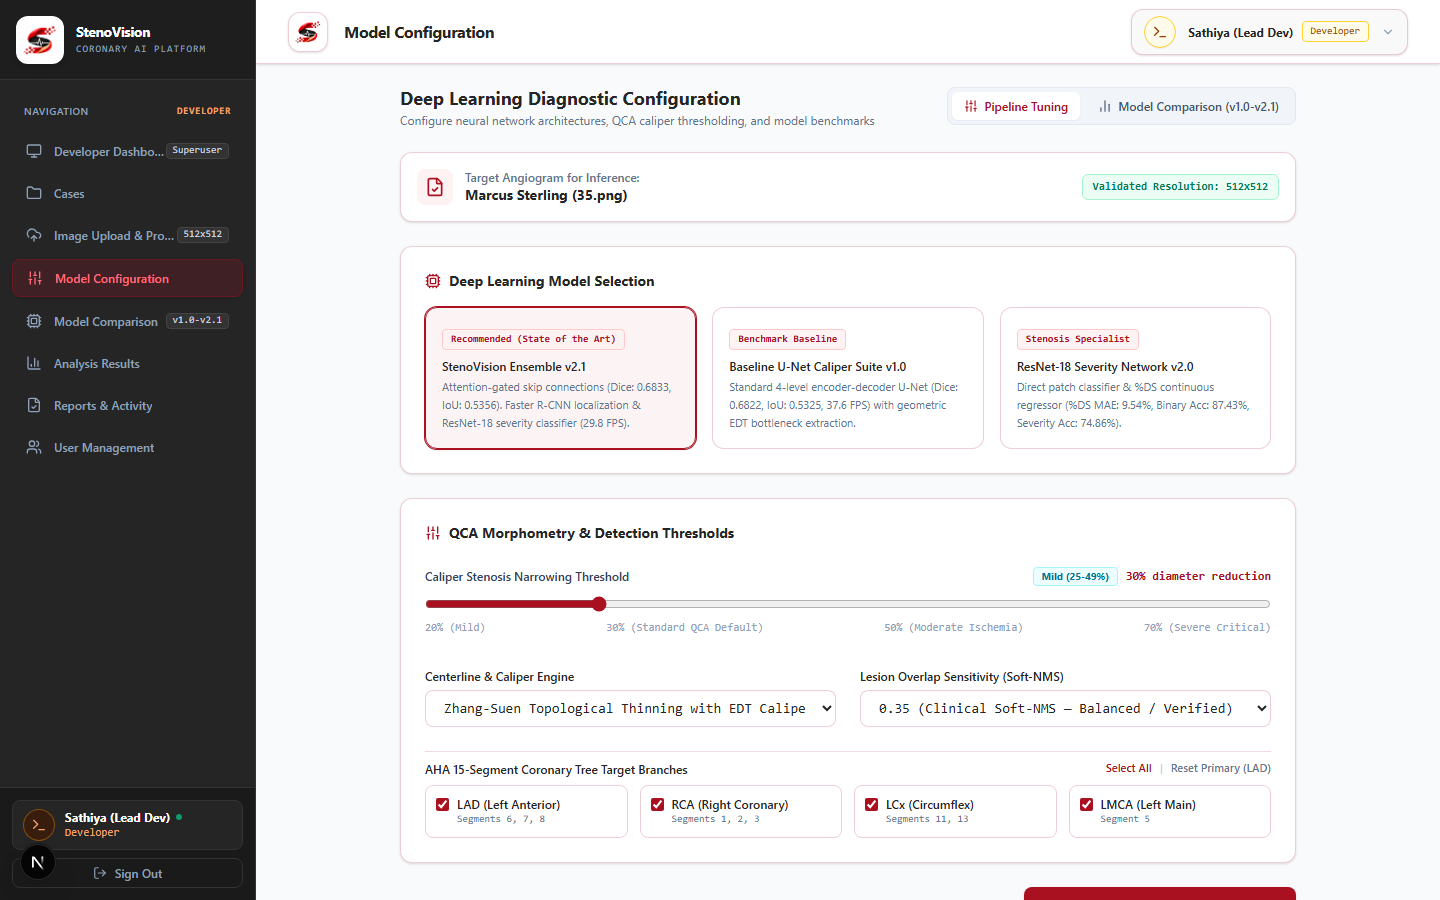 StenoVision
CORONARY AI PLATFORM
NAVIGATION
DEVELOPER
Developer Dashbo...
Superuser
Cases
Image Upload & Pro...
512x512
Model Configuration
Model Comparison
v1.0-v2.1
Analysis Results
Reports & Activity
User Management
Sathiya (Lead Dev)
Developer
N
Sign Out
Model Configuration
Sathiya (Lead Dev)
Developer
Deep Learning Diagnostic Configuration
Configure neural network architectures, QCA caliper thresholding, and model benchmarks
Pipeline Tuning
Model Comparison (v1.0-v2.1)
Target Angiogram for Inference:
Marcus Sterling (35.png)
Validated Resolution: 512x512
Deep Learning Model Selection
Recommended (State of the Art)
StenoVision Ensemble v2.1
Attention-gated skip connections (Dice: 0.6833,
IoU: 0.5356). Faster R-CNN localization &
ResNet-18 severity classifier (29.8 FPS).
Benchmark Baseline
Baseline U-Net Caliper Suite v1.0
Standard 4-level encoder-decoder U-Net (Dice:
0.6822, IoU: 0.5325, 37.6 FPS) with geometric
EDT bottleneck extraction.
Stenosis Specialist
ResNet-18 Severity Network v2.0
Direct patch classifier & %DS continuous
regressor (%DS MAE: 9.54%, Binary Acc: 87.43%,
Severity Acc: 74.86%).
QCA Morphometry & Detection Thresholds
Caliper Stenosis Narrowing Threshold
Mild (25-49%)
30% diameter reduction
20% (Mild)
30% (Standard QCA Default)
50% (Moderate Ischemia)
70% (Severe Critical)
Centerline & Caliper Engine
Zhang-Suen Topological Thinning with EDT Calipe
Lesion Overlap Sensitivity (Soft-NMS)
0.35 (Clinical Soft-NMS — Balanced / Verified)
AHA 15-Segment Coronary Tree Target Branches
Select All | Reset Primary (LAD)
LAD (Left Anterior)
Segments 6, 7, 8
RCA (Right Coronary)
Segments 1, 2, 3
LCx (Circumflex)
Segments 11, 13
LMCA (Left Main)
Segment 5